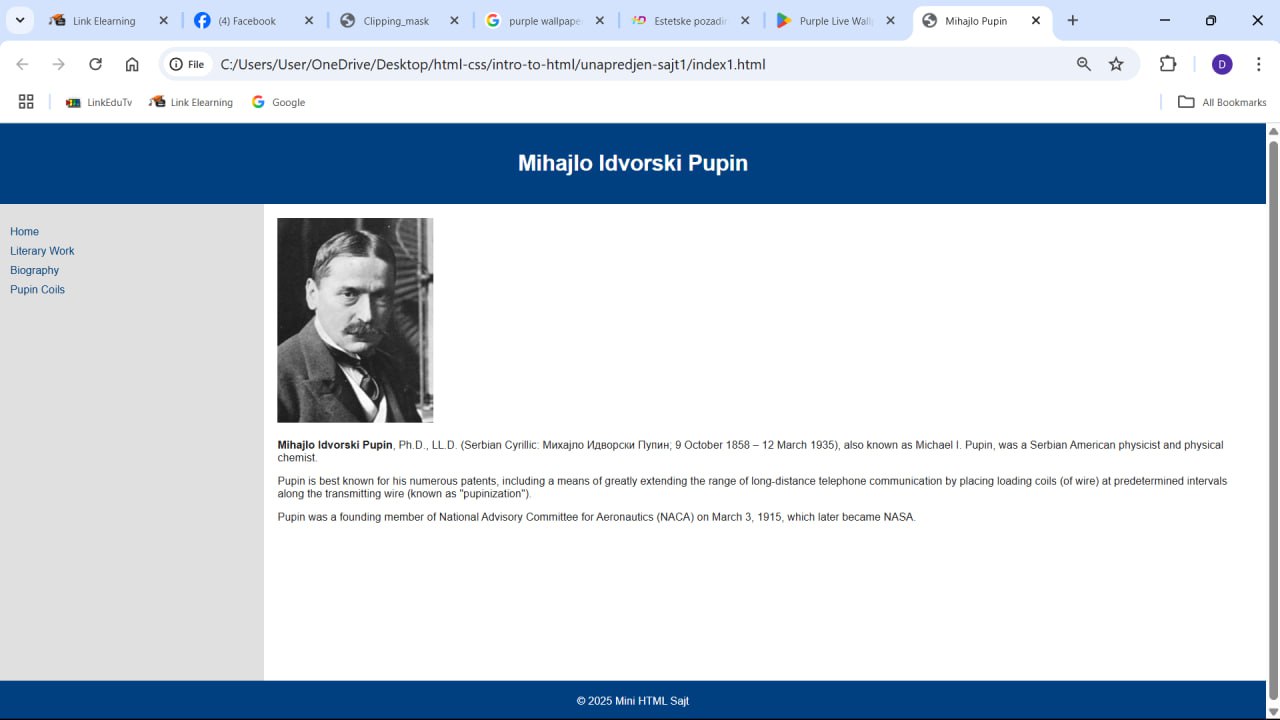 Link Elearning
(4) Facebook
Clipping_mask
purple wallpape
Estetske pozadin
Purple Live Wall
Mihajlo Pupin
File
C:/Users/User/OneDrive/Desktop/html-css/intro-to-html/unapredjen-sajt1/index1.html
D
LinkEduTv
Link Elearning
Google
All Bookmarks
Mihajlo Idvorski Pupin
Home
Literary Work
Biography
Pupin Coils
Mihajlo Idvorski Pupin, Ph.D., LL.D. (Serbian Cyrillic: Михајло Идворски Пупин; 9 October 1858 – 12 March 1935), also known as Michael I. Pupin, was a Serbian American physicist and physical
chemist.
Pupin is best known for his numerous patents, including a means of greatly extending the range of long-distance telephone communication by placing loading coils (of wire) at predetermined intervals
along the transmitting wire (known as "pupinization").
Pupin was a founding member of National Advisory Committee for Aeronautics (NACA) on March 3, 1915, which later became NASA.
© 2025 Mini HTML Sajt